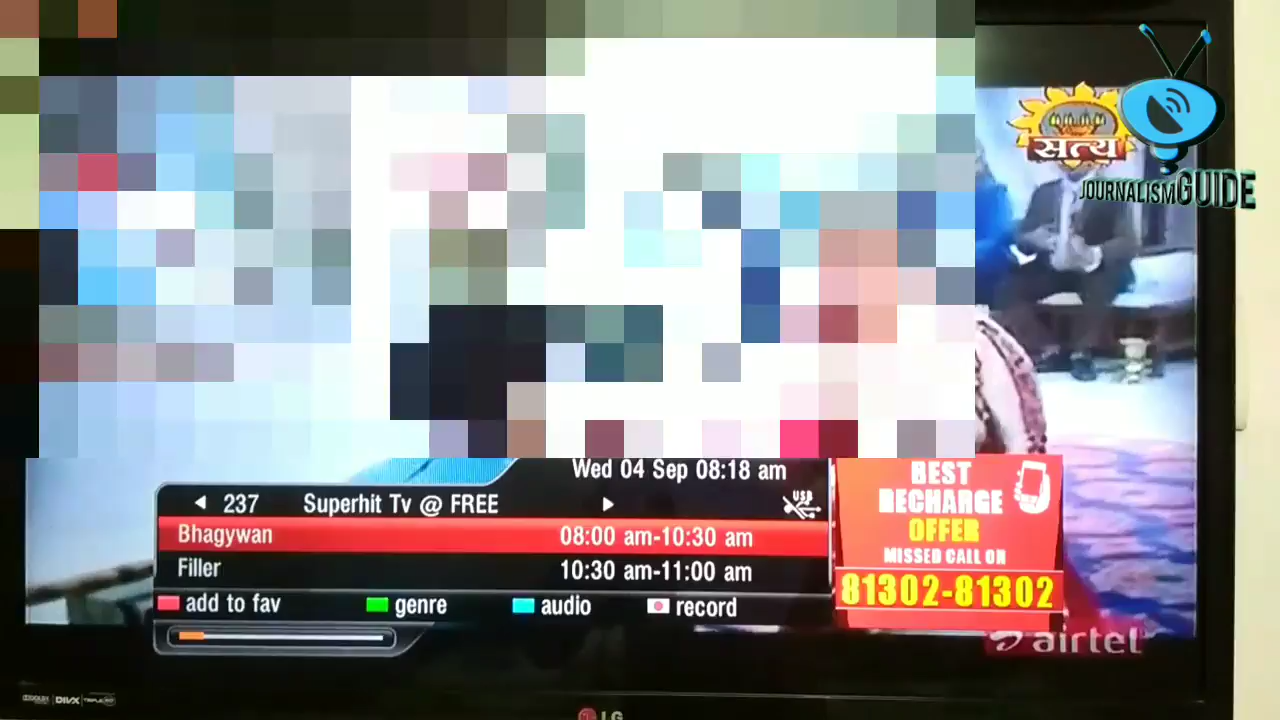 सत्य
JOURNALISMGUIDE
Wed 04 Sep 08:18 am
237 Superhit Tv @ FREE
USB
Bhagywan 08:00 am-10:30 am
Filler 10:30 am-11:00 am
add to fav genre audio record
BEST
RECHARGE
OFFER
MISSED CALL ON
81302-81302
airtel
DIVX
LG